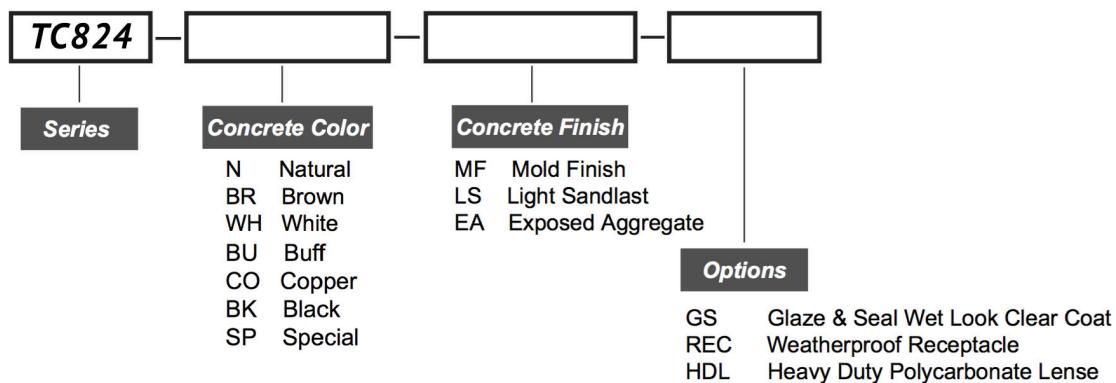 TC824
Series
Concrete Color
N Natural
BR Brown
WH White
BU Buff
CO Copper
BK Black
SP Special
Concrete Finish
MF Mold Finish
LS Light Sandlast
EA Exposed Aggregate
Options
GS Glaze & Seal Wet Look Clear Coat
REC Weatherproof Receptacle
HDL Heavy Duty Polycarbonate Lense